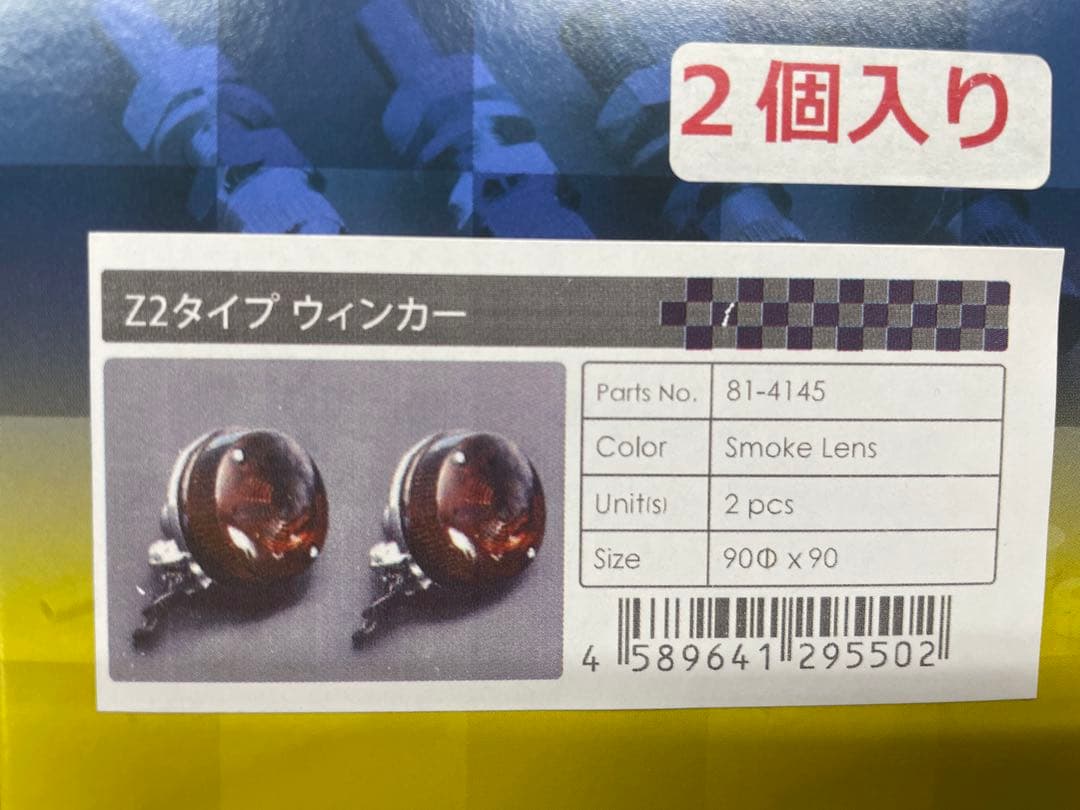 2個入り
Z2タイプ ウィンカー
Parts No. 81-4145
Color Smoke Lens
Unit(s) 2 pcs
Size 90Φ x 90
4 589641 295502